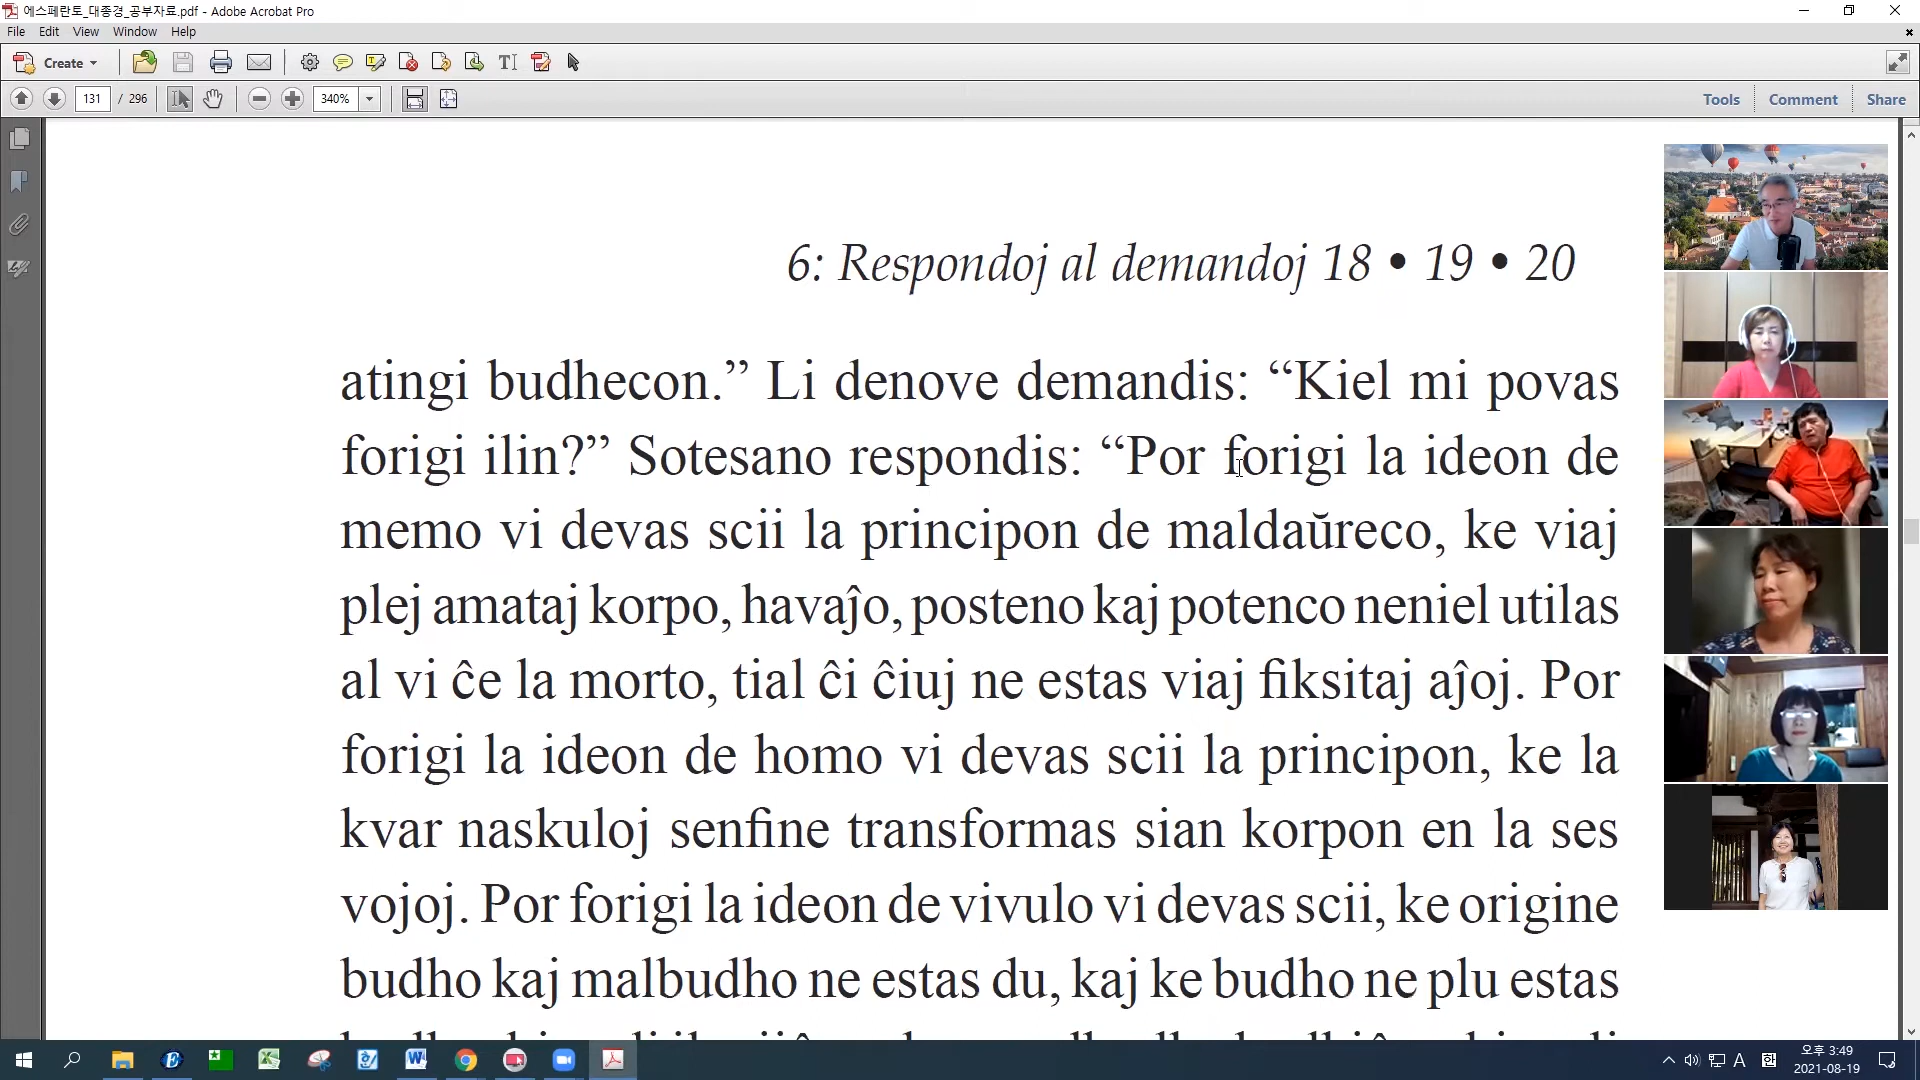 에스페란토_대종경_공부자료.pdf - Adobe Acrobat Pro
File Edit View Window Help
Create
131 / 296 340% Tools Comment Share
6: Respondoj al demandoj 18 • 19 • 20
atingi budhecon.” Li denove demandis: “Kiel mi povas
forigi ilin?” Sotesano respondis: “Por forigi la ideon de
memo vi devas scii la principon de maldaŭreco, ke viaj
plej amataj korpo, havaĵo, posteno kaj potenco neniel utilas
al vi ĉe la morto, tial ĉi ĉiuj ne estas viaj fiksitaj aĵoj. Por
forigi la ideon de homo vi devas scii la principon, ke la
kvar naskuloj senfine transformas sian korpon en la ses
vojoj. Por forigi la ideon de vivulo vi devas scii, ke origine
budho kaj malbudho ne estas du, kaj ke budho ne plu estas
A 한 오후 3:49
2021-08-19